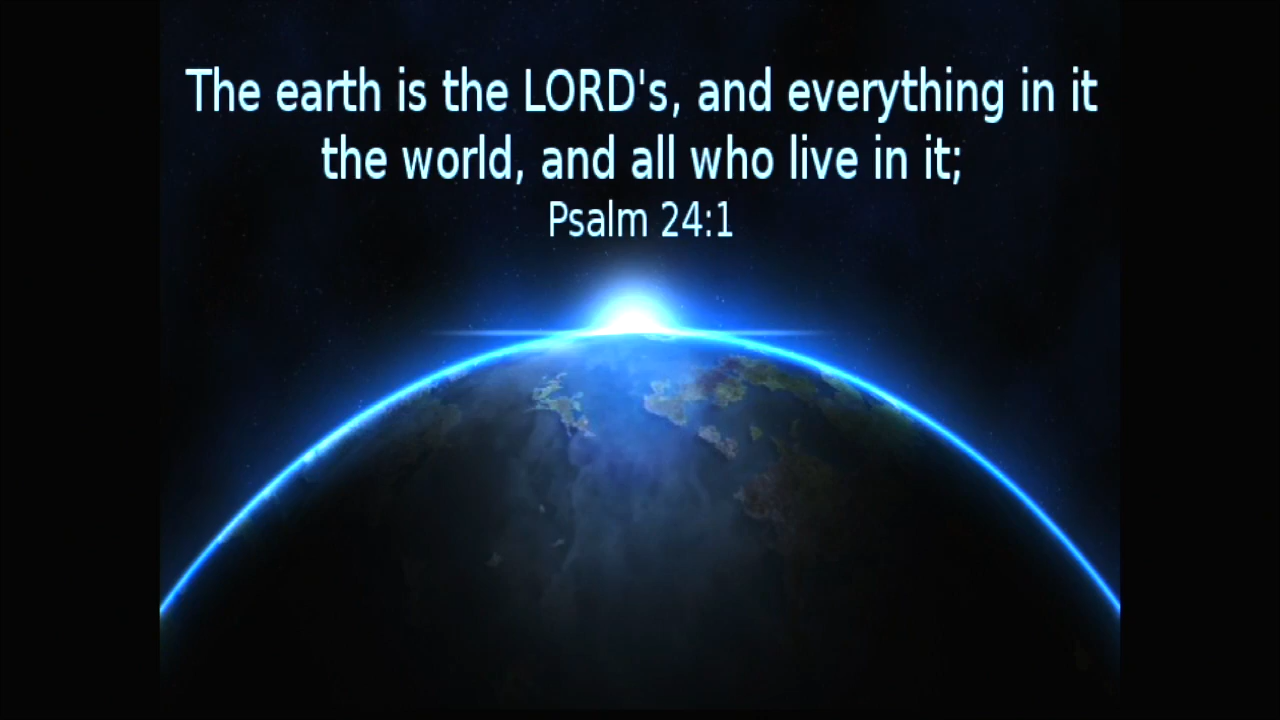 The earth is the LORD's, and everything in it
the world, and all who live in it;
Psalm 24:1